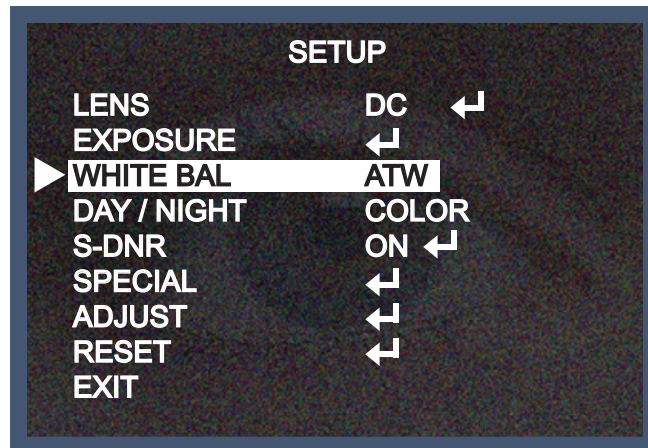 SETUP
LENS DC ↵
EXPOSURE ↵
WHITE BAL ATW
DAY / NIGHT COLOR
S-DNR ON ↵
SPECIAL ↵
ADJUST ↵
RESET ↵
EXIT